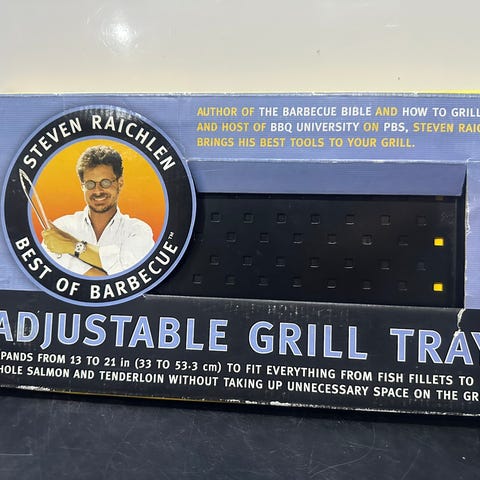 STEVEN RAICHLEN
BEST OF BARBECUE™
AUTHOR OF THE BARBECUE BIBLE AND HOW TO GRILL
AND HOST OF BBQ UNIVERSITY ON PBS, STEVEN RAIC
BRINGS HIS BEST TOOLS TO YOUR GRILL.
ADJUSTABLE GRILL TRAY
PANDS FROM 13 TO 21 in (33 TO 53-3 cm) TO FIT EVERYTHING FROM FISH FILLETS TO
HOLE SALMON AND TENDERLOIN WITHOUT TAKING UP UNNECESSARY SPACE ON THE GR